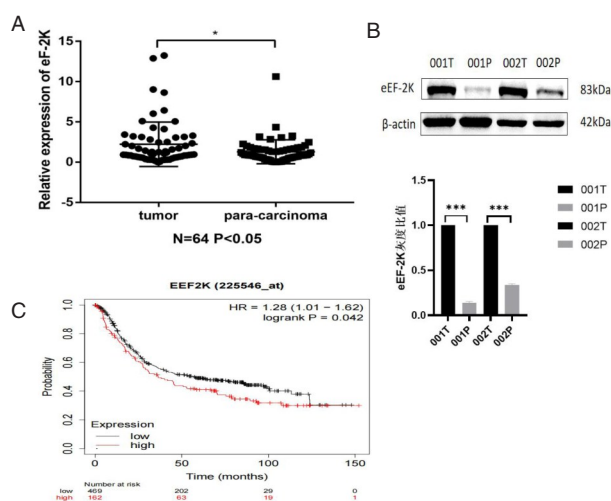 A
*
Relative expression of eF-2K
15
10
5
0
-5
tumor para-carcinoma
N=64 P<0.05
B
001T 001P 002T 002P
eEF-2K 83kDa
β-actin 42kDa
eEF-2K灰度比值
1.0
0.5
0.0
*** ***
001T 001P 002T 002P
001T
001P
002T
002P
C
EEF2K (225546_at)
HR = 1.28 (1.01 − 1.62)
logrank P = 0.042
Probability
1.0
0.8
0.6
0.4
0.2
0.0
Expression
low
high
0 50 100 150
Time (months)
Number at risk
low 469 202 29 0
high 162 63 19 1